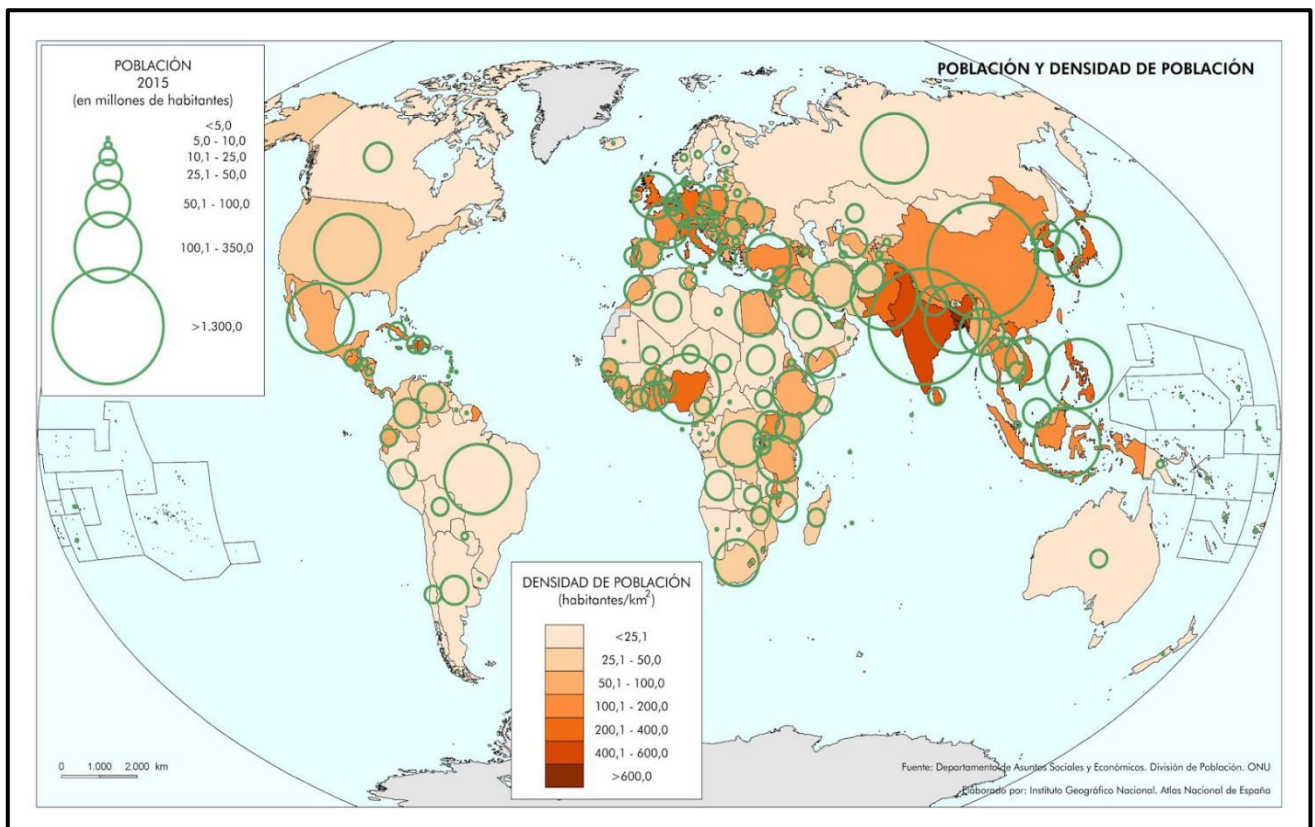 POBLACIÓN Y DENSIDAD DE POBLACIÓN
POBLACIÓN
2015
(en millones de habitantes)
<5,0
5,0 - 10,0
10,1 - 25,0
25,1 - 50,0
50,1 - 100,0
100,1 - 350,0
>1.300,0
DENSIDAD DE POBLACIÓN
(habitantes/km²)
<25,1
25,1 - 50,0
50,1 - 100,0
100,1 - 200,0
200,1 - 400,0
400,1 - 600,0
>600,0
0 1.000 2.000 km
Fuente: Departamento de Asuntos Sociales y Económicos. División de Población. ONU
Elaborado por: Instituto Geográfico Nacional. Atlas Nacional de España